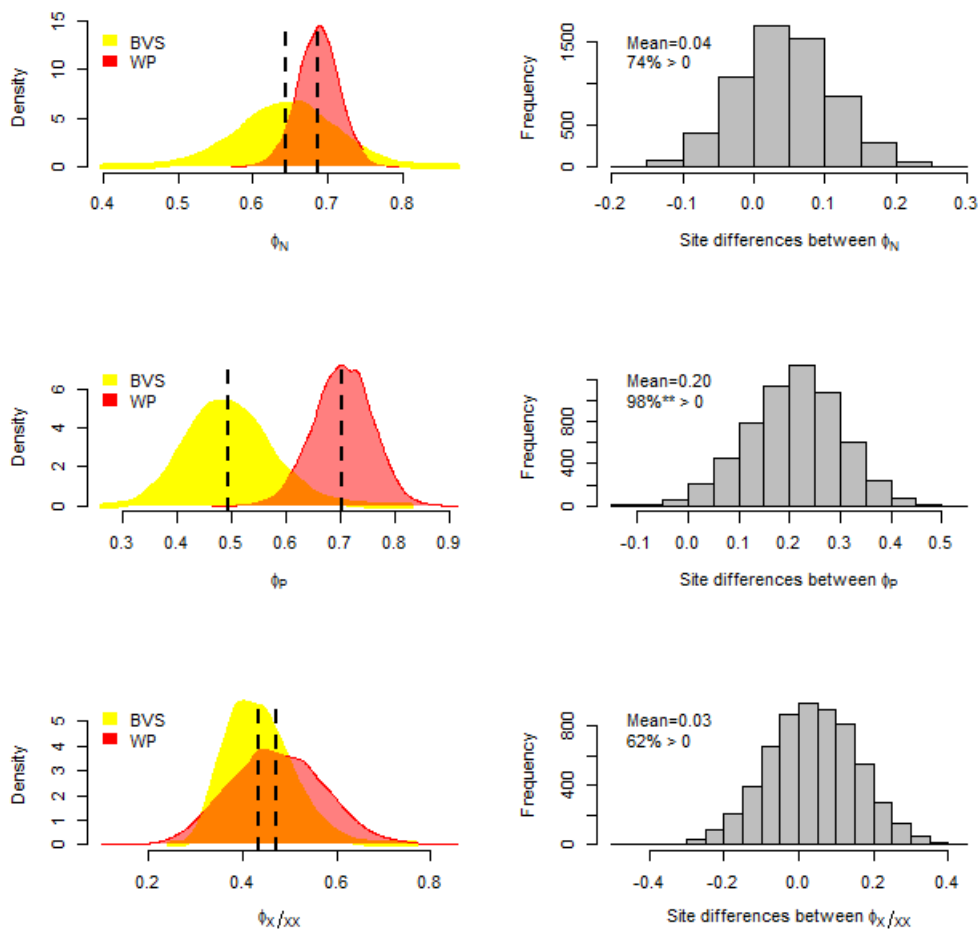 BVS
WP
Density
0 5 10 15
0.4 0.5 0.6 0.7 0.8
ϕN
Mean=0.04
74% > 0
Frequency
0 500 1500
-0.2 -0.1 0.0 0.1 0.2 0.3
Site differences between ϕN
BVS
WP
Density
0 2 4 6
0.3 0.4 0.5 0.6 0.7 0.8 0.9
ϕP
Mean=0.20
98%** > 0
Frequency
0 400 800
-0.1 0.0 0.1 0.2 0.3 0.4 0.5
Site differences between ϕP
BVS
WP
Density
0 1 2 3 4 5
0.2 0.4 0.6 0.8
ϕX/XX
Mean=0.03
62% > 0
Frequency
0 400 800
-0.4 -0.2 0.0 0.2 0.4
Site differences between ϕX/XX